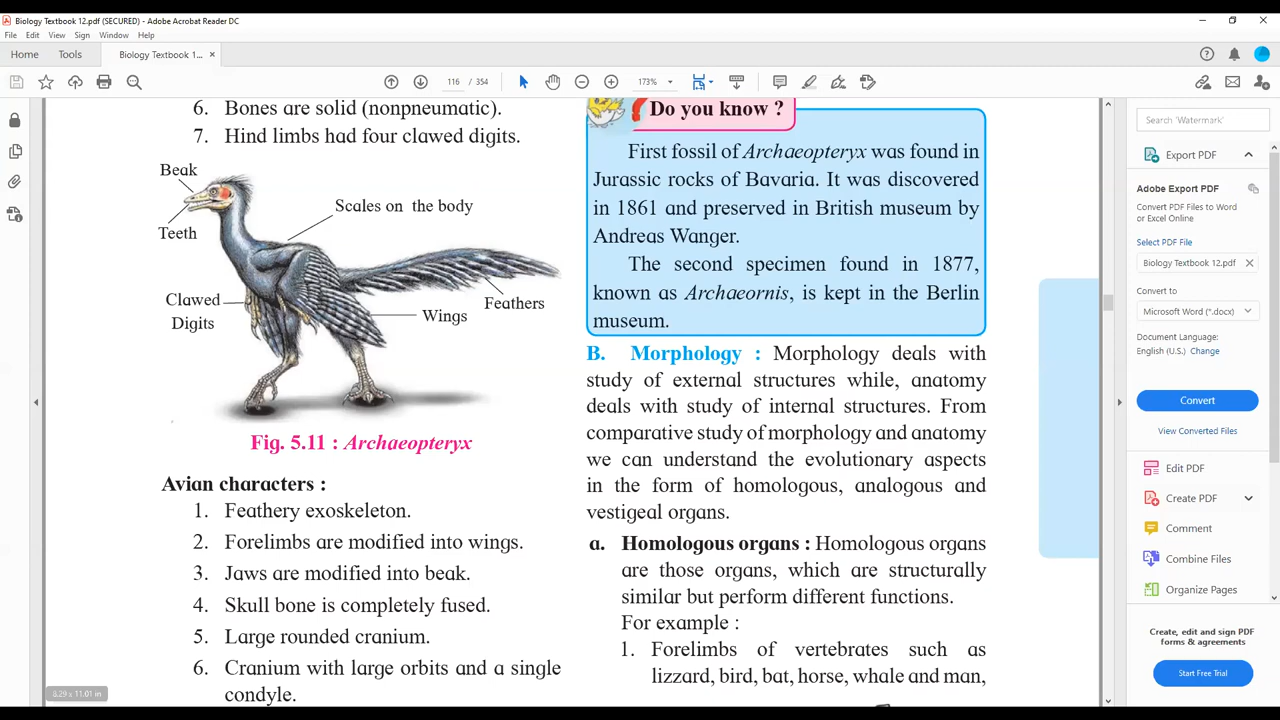 Biology Textbook 12.pdf (SECURED) - Adobe Acrobat Reader DC
File Edit View Sign Window Help
Home Tools Biology Textbook 1... ×
116 / 354 173%
6. Bones are solid (nonpneumatic).
7. Hind limbs had four clawed digits.
Beak
Scales on the body
Teeth
Clawed
Digits
Feathers
Wings
Fig. 5.11 : Archaeopteryx
Avian characters :
1. Feathery exoskeleton.
2. Forelimbs are modified into wings.
3. Jaws are modified into beak.
4. Skull bone is completely fused.
5. Large rounded cranium.
6. Cranium with large orbits and a single
condyle.
8.29 x 11.01 in
Do you know ?
First fossil of Archaeopteryx was found in
Jurassic rocks of Bavaria. It was discovered
in 1861 and preserved in British museum by
Andreas Wanger.
The second specimen found in 1877,
known as Archaeornis, is kept in the Berlin
museum.
B. Morphology : Morphology deals with
study of external structures while, anatomy
deals with study of internal structures. From
comparative study of morphology and anatomy
we can understand the evolutionary aspects
in the form of homologous, analogous and
vestigeal organs.
a. Homologous organs : Homologous organs
are those organs, which are structurally
similar but perform different functions.
For example :
1. Forelimbs of vertebrates such as
lizzard, bird, bat, horse, whale and man,
Search 'Watermark'
Export PDF
Adobe Export PDF
Convert PDF Files to Word
or Excel Online
Select PDF File
Biology Textbook 12.pdf ×
Convert to
Microsoft Word (*.docx)
Document Language:
English (U.S.) Change
Convert
View Converted Files
Edit PDF
Create PDF
Comment
Combine Files
Organize Pages
Create, edit and sign PDF
forms & agreements
Start Free Trial